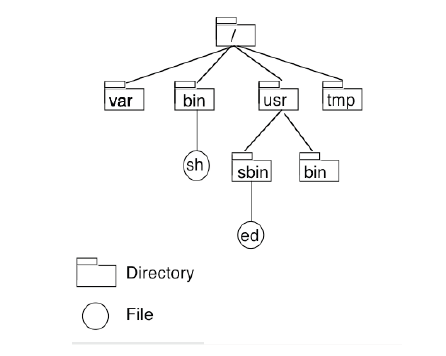 /
var bin usr tmp
sh sbin bin
ed
Directory
File